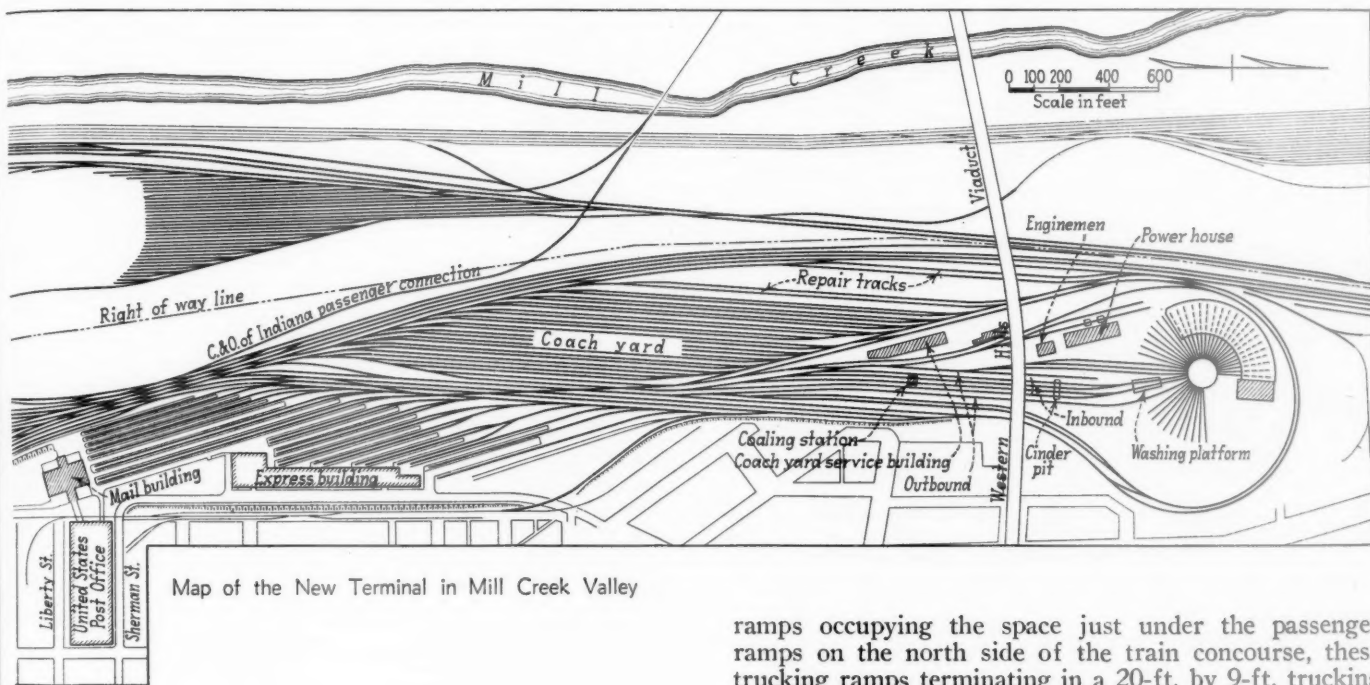 Mill Creek
0 100 200 400 600
Scale in feet
Viaduct
Enginemen
Power house
Repair tracks
Right of way line
C.&O. of Indiana passenger connection
Coach yard
Hills
Inbound
Coaling station
Coach yard service building
Outbound
Western
Cinder
pit
Washing platform
Mail building
Express building
Liberty St.
United States
Post Office
Sherman St.
Map of the New Terminal in Mill Creek Valley
ramps occupying the space just under the passenge
ramps on the north side of the train concourse, thes
trucking ramps terminating in a 20-ft. by 9-ft. trucking